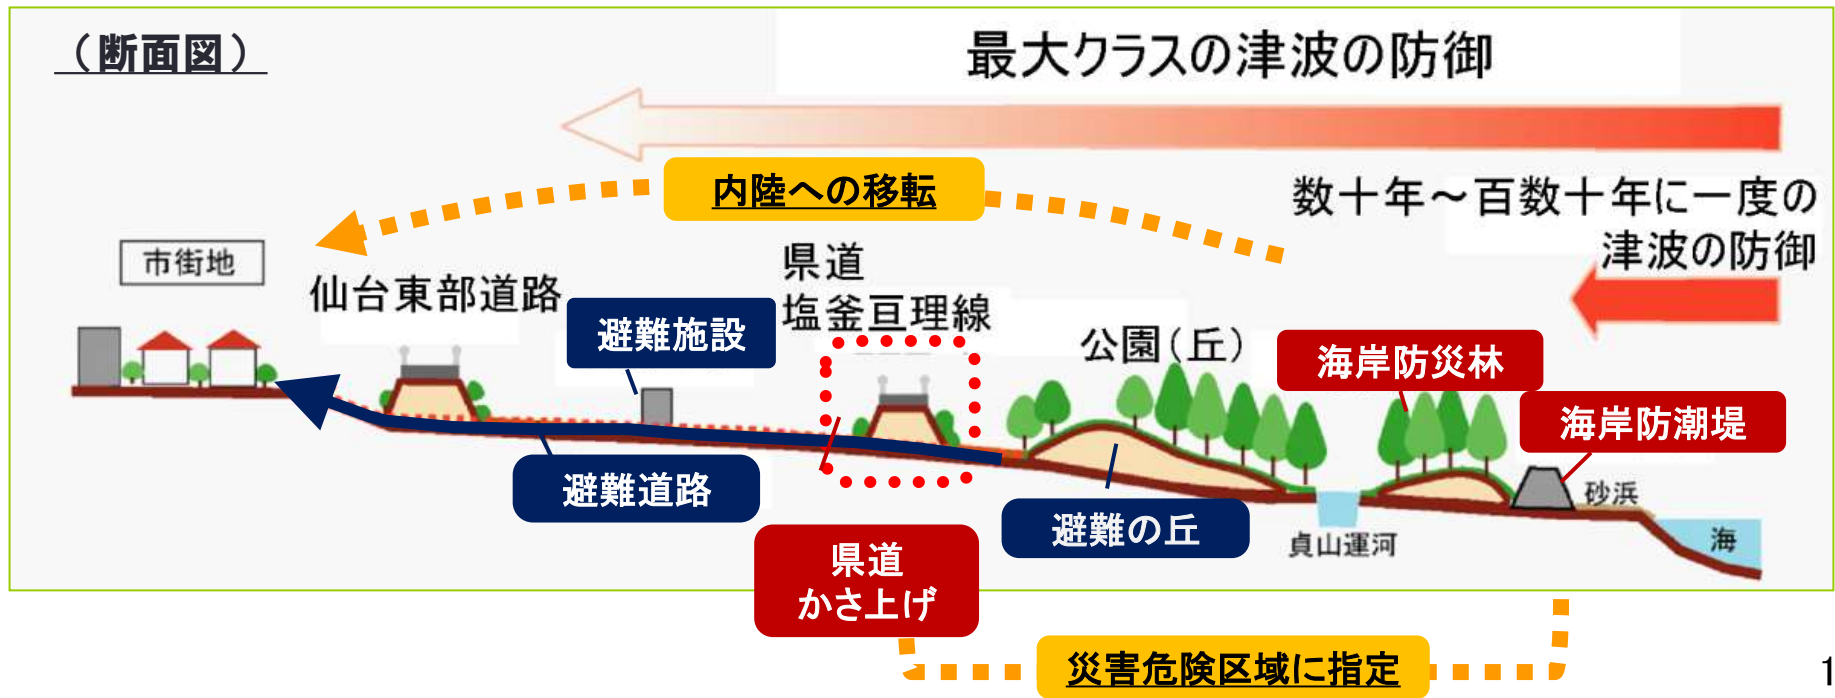 （断面図）
最大クラスの津波の防御
内陸への移転
数十年～百数十年に一度の
津波の防御
市街地
仙台東部道路
県道
塩釜亘理線
避難施設
公園(丘)
海岸防災林
海岸防潮堤
避難道路
避難の丘
砂浜
貞山運河
海
県道
かさ上げ
災害危険区域に指定
1